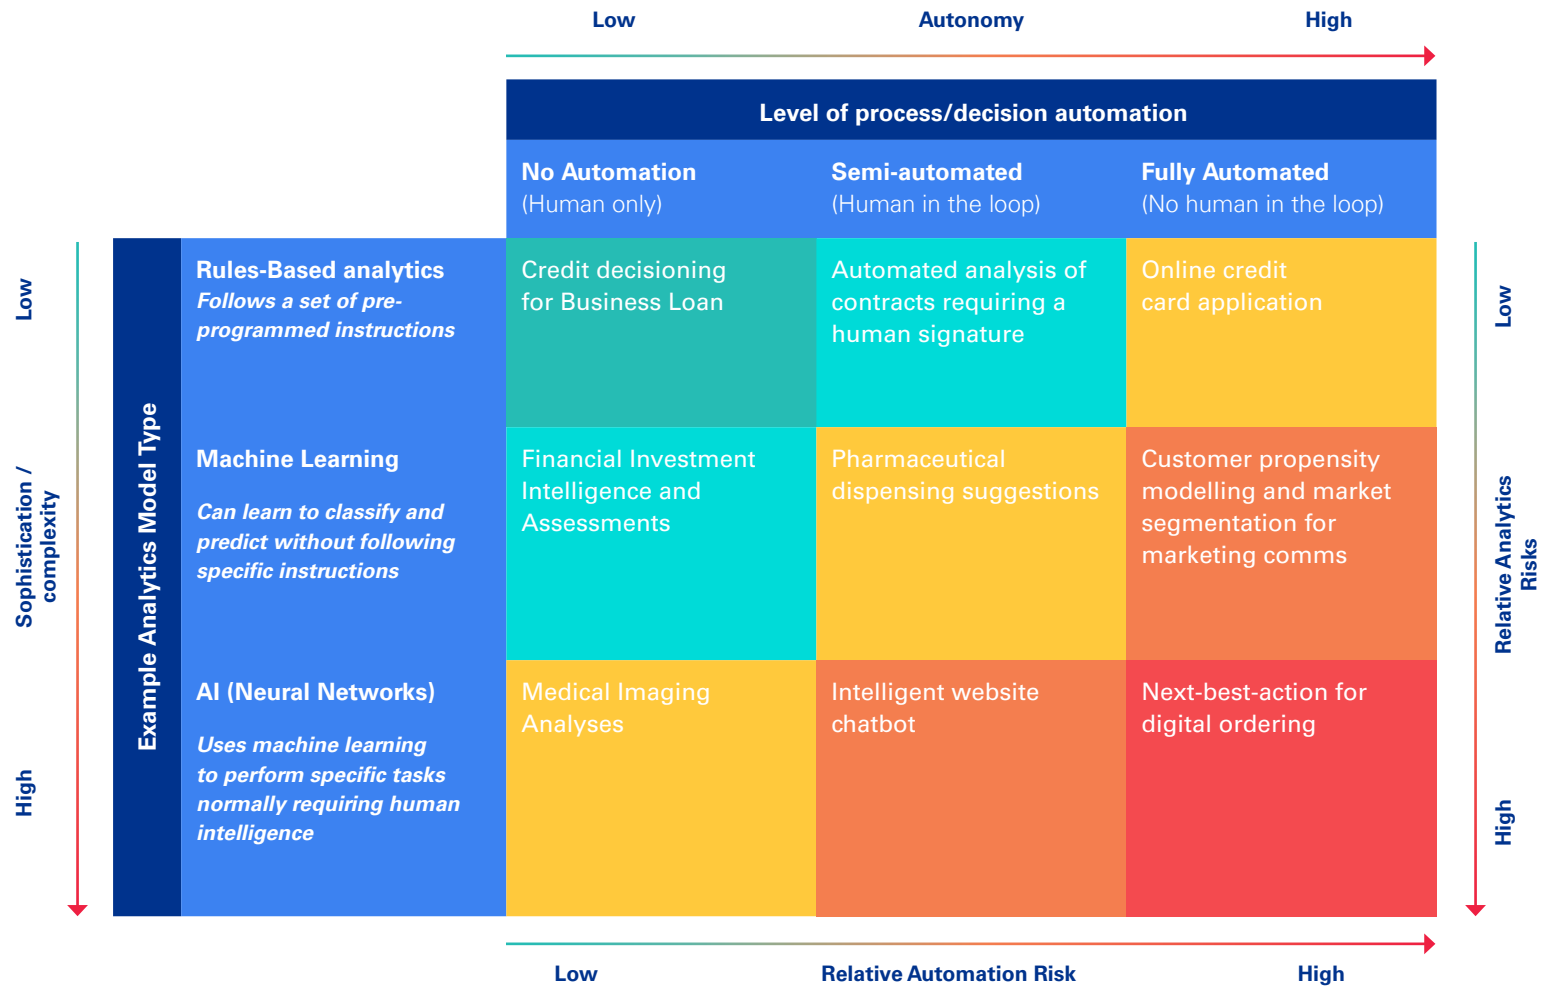 Low
Autonomy
High
Level of process/decision automation
No Automation
(Human only)
Semi-automated
(Human in the loop)
Fully Automated
(No human in the loop)
Low
Sophistication /
complexity
High
Example Analytics Model Type
Rules-Based analytics
Follows a set of pre-
programmed instructions
Credit decisioning
for Business Loan
Automated analysis of
contracts requiring a
human signature
Online credit
card application
Machine Learning
Can learn to classify and
predict without following
specific instructions
Financial Investment
Intelligence and
Assessments
Pharmaceutical
dispensing suggestions
Customer propensity
modelling and market
segmentation for
marketing comms
AI (Neural Networks)
Uses machine learning
to perform specific tasks
normally requiring human
intelligence
Medical Imaging
Analyses
Intelligent website
chatbot
Next-best-action for
digital ordering
Low
Relative Analytics
Risks
High
Low
Relative Automation Risk
High